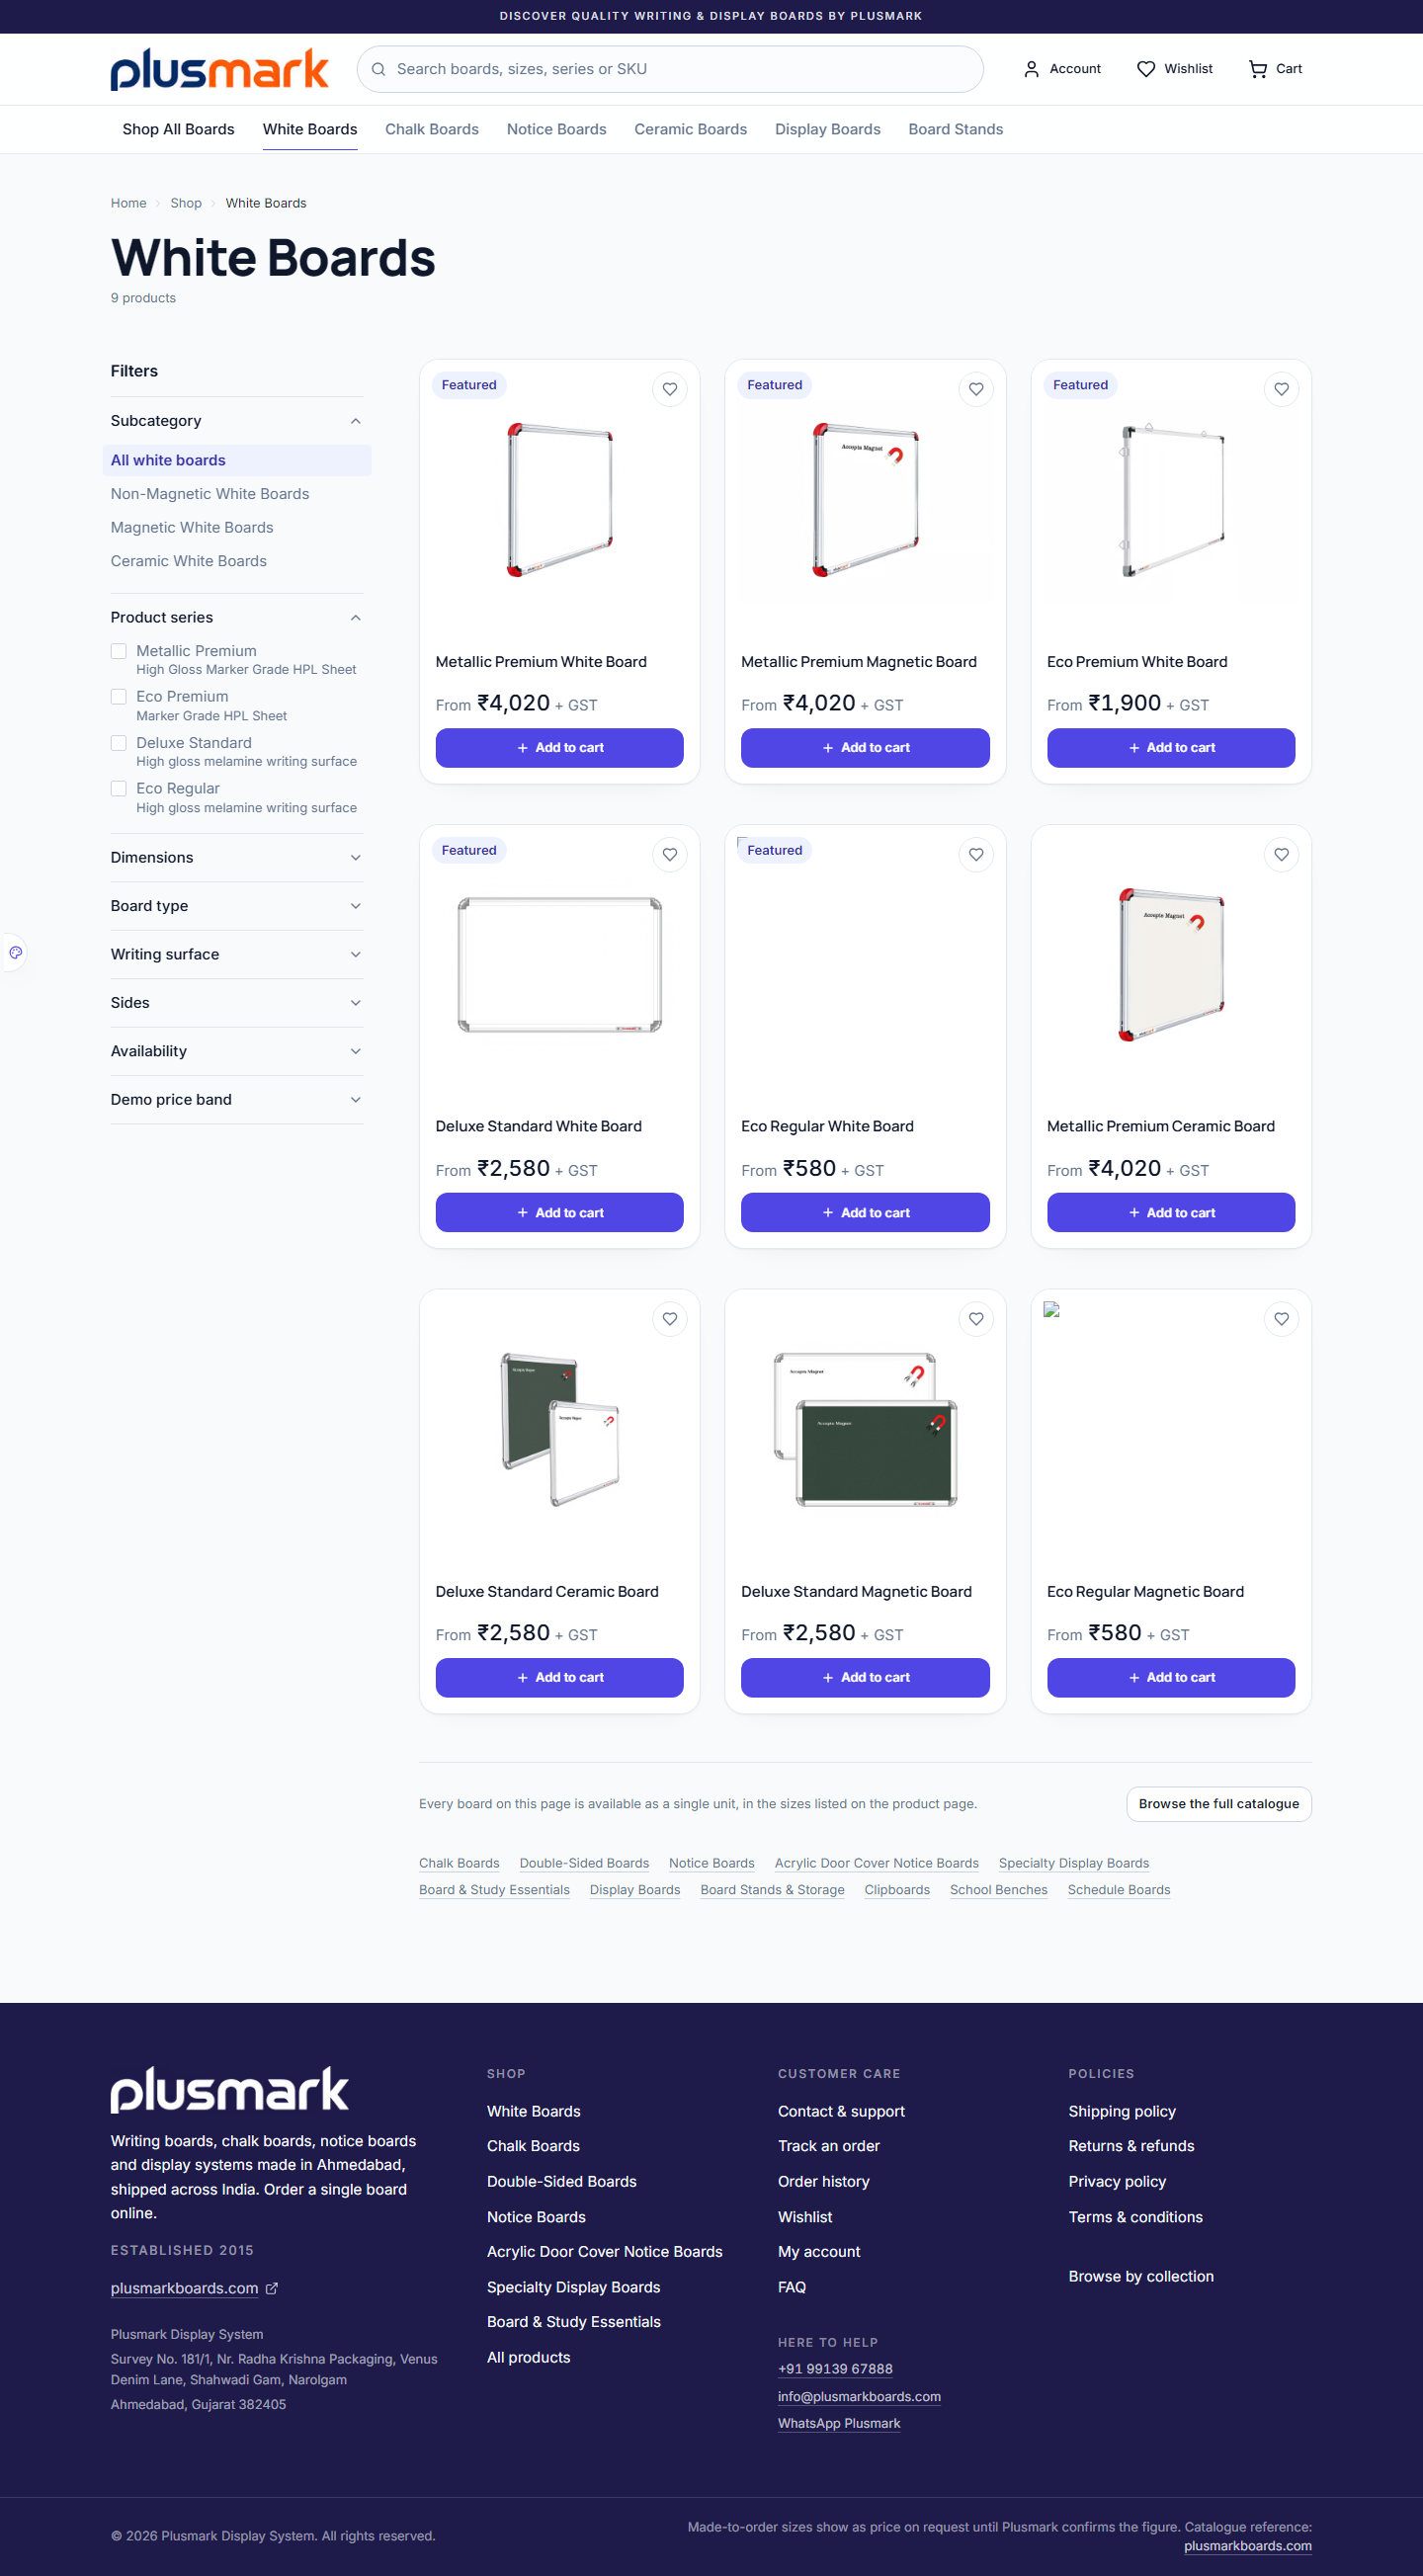 DISCOVER QUALITY WRITING & DISPLAY BOARDS BY PLUSMARK
plusmark
Search boards, sizes, series or SKU
Account
Wishlist
Cart
Shop All Boards
White Boards
Chalk Boards
Notice Boards
Ceramic Boards
Display Boards
Board Stands
Home
Shop
White Boards
White Boards
9 products
Filters
Subcategory
All white boards
Non-Magnetic White Boards
Magnetic White Boards
Ceramic White Boards
Product series
Metallic Premium
High Gloss Marker Grade HPL Sheet
Eco Premium
Marker Grade HPL Sheet
Deluxe Standard
High gloss melamine writing surface
Eco Regular
High gloss melamine writing surface
Dimensions
Board type
Writing surface
Sides
Availability
Demo price band
Featured
Metallic Premium White Board
From ₹4,020 + GST
+ Add to cart
Featured
Accepts Magnet
Metallic Premium Magnetic Board
From ₹4,020 + GST
+ Add to cart
Featured
Eco Premium White Board
From ₹1,900 + GST
+ Add to cart
Featured
Deluxe Standard White Board
From ₹2,580 + GST
+ Add to cart
Featured
Eco Regular White Board
From ₹580 + GST
+ Add to cart
Accepts Magnet
Metallic Premium Ceramic Board
From ₹4,020 + GST
+ Add to cart
Accepts Magnet
Accepts Magnet
Deluxe Standard Ceramic Board
From ₹2,580 + GST
+ Add to cart
Accepts Magnet
Accepts Magnet
Deluxe Standard Magnetic Board
From ₹2,580 + GST
+ Add to cart
Eco Regular Magnetic Board
From ₹580 + GST
+ Add to cart
Every board on this page is available as a single unit, in the sizes listed on the product page.
Browse the full catalogue
Chalk Boards
Double-Sided Boards
Notice Boards
Acrylic Door Cover Notice Boards
Specialty Display Boards
Board & Study Essentials
Display Boards
Board Stands & Storage
Clipboards
School Benches
Schedule Boards
plusmark
Writing boards, chalk boards, notice boards
and display systems made in Ahmedabad,
shipped across India. Order a single board
online.
ESTABLISHED 2015
plusmarkboards.com
Plusmark Display System
Survey No. 181/1, Nr. Radha Krishna Packaging, Venus
Denim Lane, Shahwadi Gam, Narolgam
Ahmedabad, Gujarat 382405
SHOP
White Boards
Chalk Boards
Double-Sided Boards
Notice Boards
Acrylic Door Cover Notice Boards
Specialty Display Boards
Board & Study Essentials
All products
CUSTOMER CARE
Contact & support
Track an order
Order history
Wishlist
My account
FAQ
HERE TO HELP
+91 99139 67888
info@plusmarkboards.com
WhatsApp Plusmark
POLICIES
Shipping policy
Returns & refunds
Privacy policy
Terms & conditions
Browse by collection
© 2026 Plusmark Display System. All rights reserved.
Made-to-order sizes show as price on request until Plusmark confirms the figure. Catalogue reference:
plusmarkboards.com